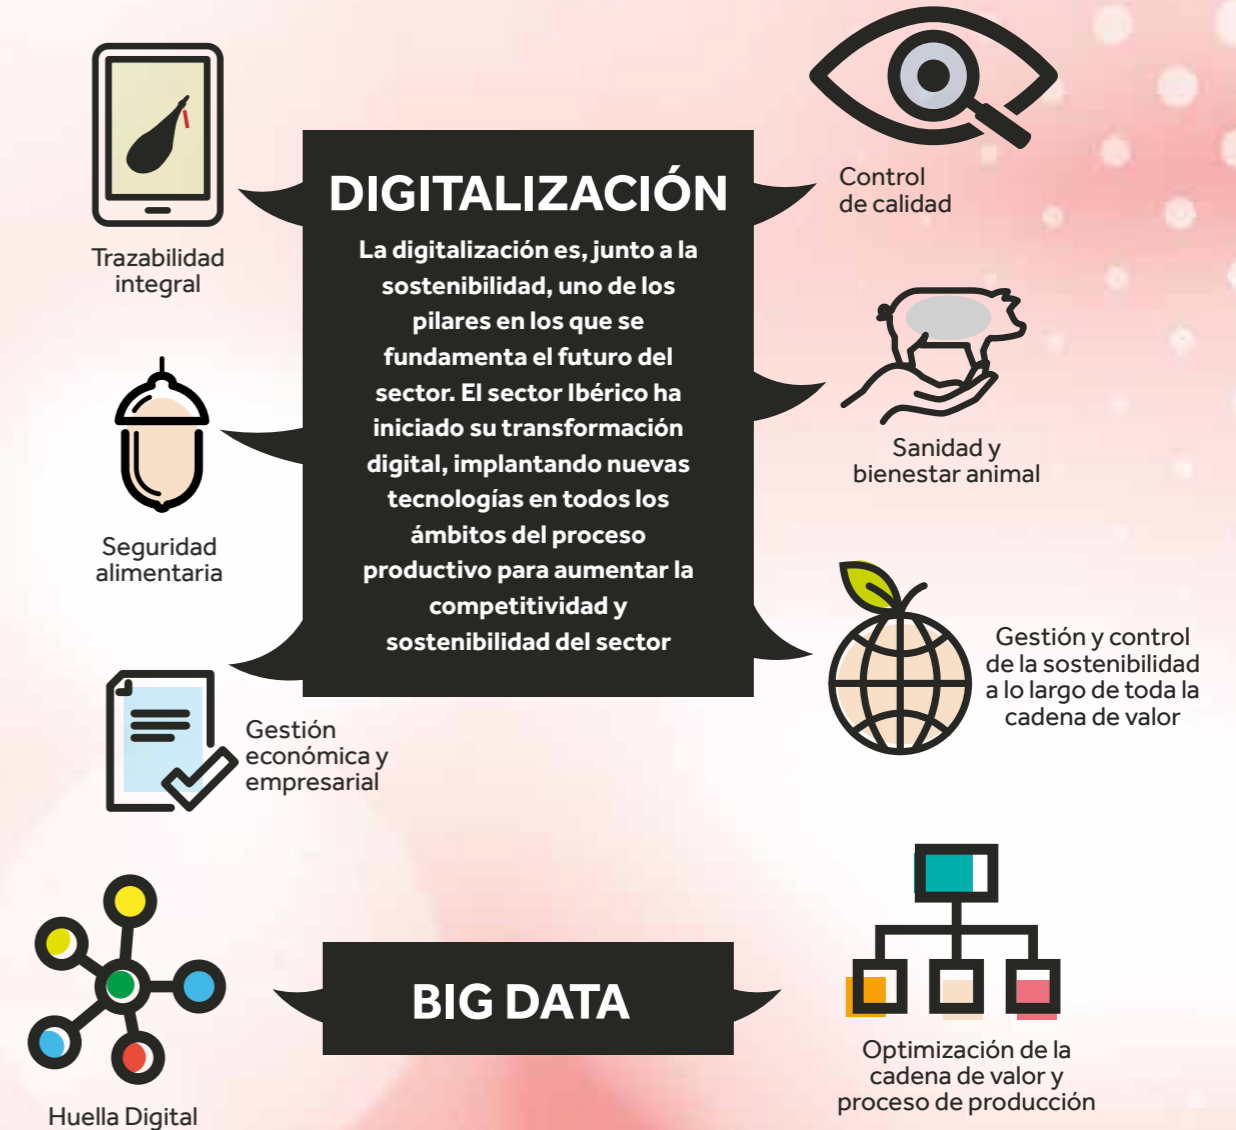 DIGITALIZACIÓN
La digitalización es, junto a la
sostenibilidad, uno de los
pilares en los que se
fundamenta el futuro del
sector. El sector Ibérico ha
iniciado su transformación
digital, implantando nuevas
tecnologías en todos los
ámbitos del proceso
productivo para aumentar la
competitividad y
sostenibilidad del sector
Trazabilidad
integral
Seguridad
alimentaria
Gestión
económica y
empresarial
Control
de calidad
Sanidad y
bienestar animal
Gestión y control
de la sostenibilidad
a lo largo de toda la
cadena de valor
BIG DATA
Huella Digital
Optimización de la
cadena de valor y
proceso de producción